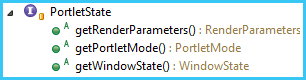 PortletState
getRenderParameters() : RenderParameters
getPortletMode() : PortletMode
getWindowState() : WindowState